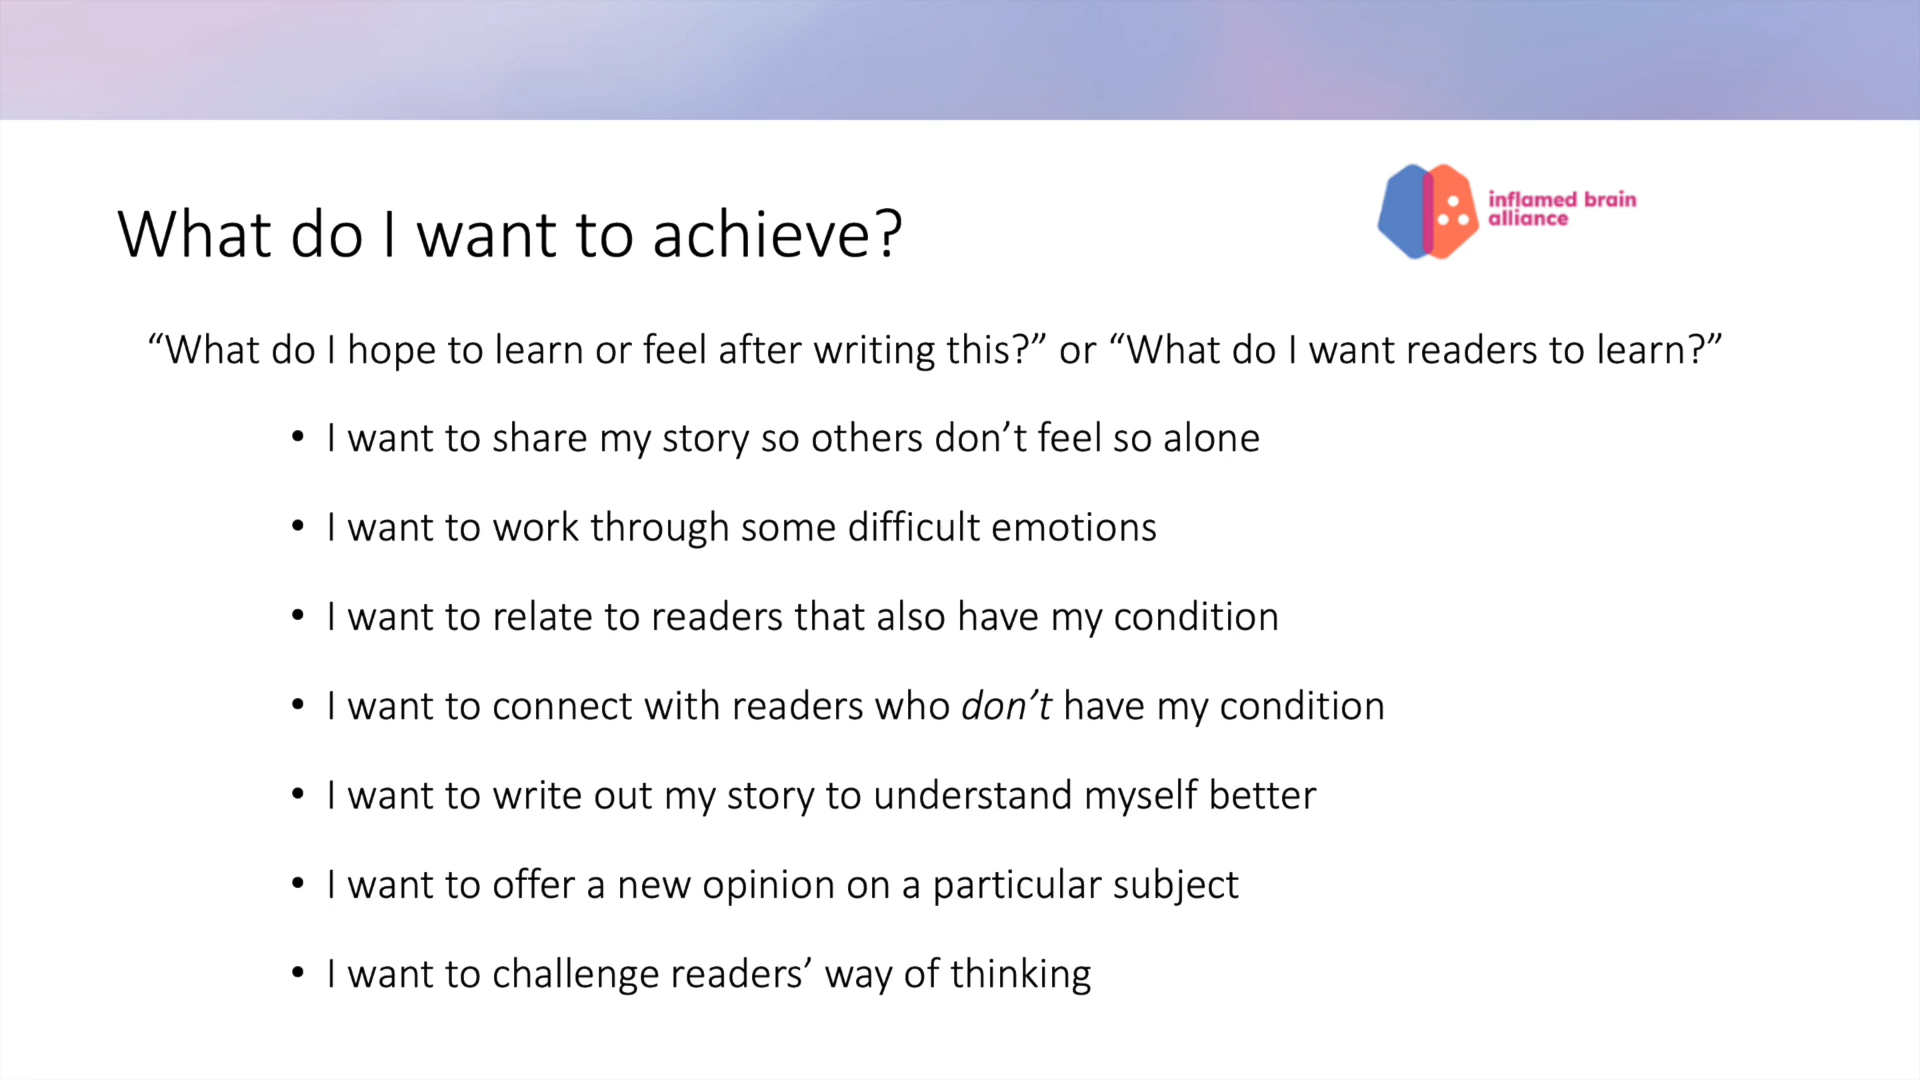 inflamed brain
alliance
What do I want to achieve?
“What do I hope to learn or feel after writing this?” or “What do I want readers to learn?”
• I want to share my story so others don’t feel so alone
• I want to work through some difficult emotions
• I want to relate to readers that also have my condition
• I want to connect with readers who don’t have my condition
• I want to write out my story to understand myself better
• I want to offer a new opinion on a particular subject
• I want to challenge readers’ way of thinking